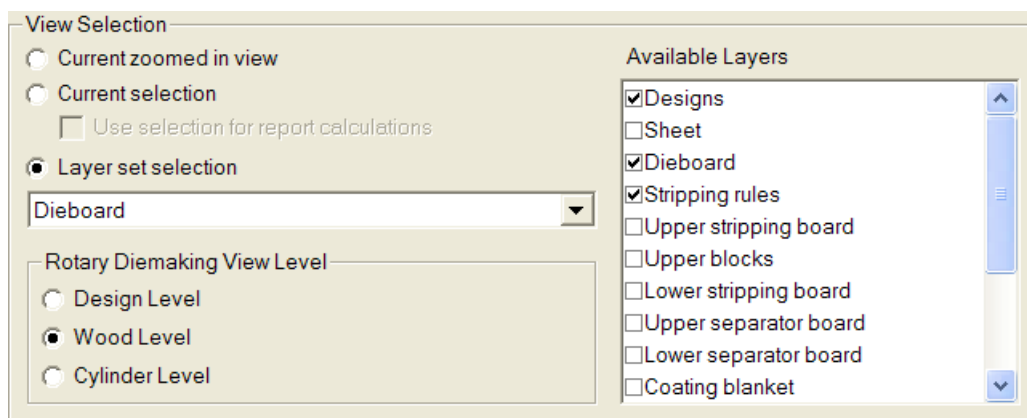 View Selection
Current zoomed in view
Current selection
Use selection for report calculations
Layer set selection
Dieboard
Rotary Diemaking View Level
Design Level
Wood Level
Cylinder Level
Available Layers
Designs
Sheet
Dieboard
Stripping rules
Upper stripping board
Upper blocks
Lower stripping board
Upper separator board
Lower separator board
Coating blanket